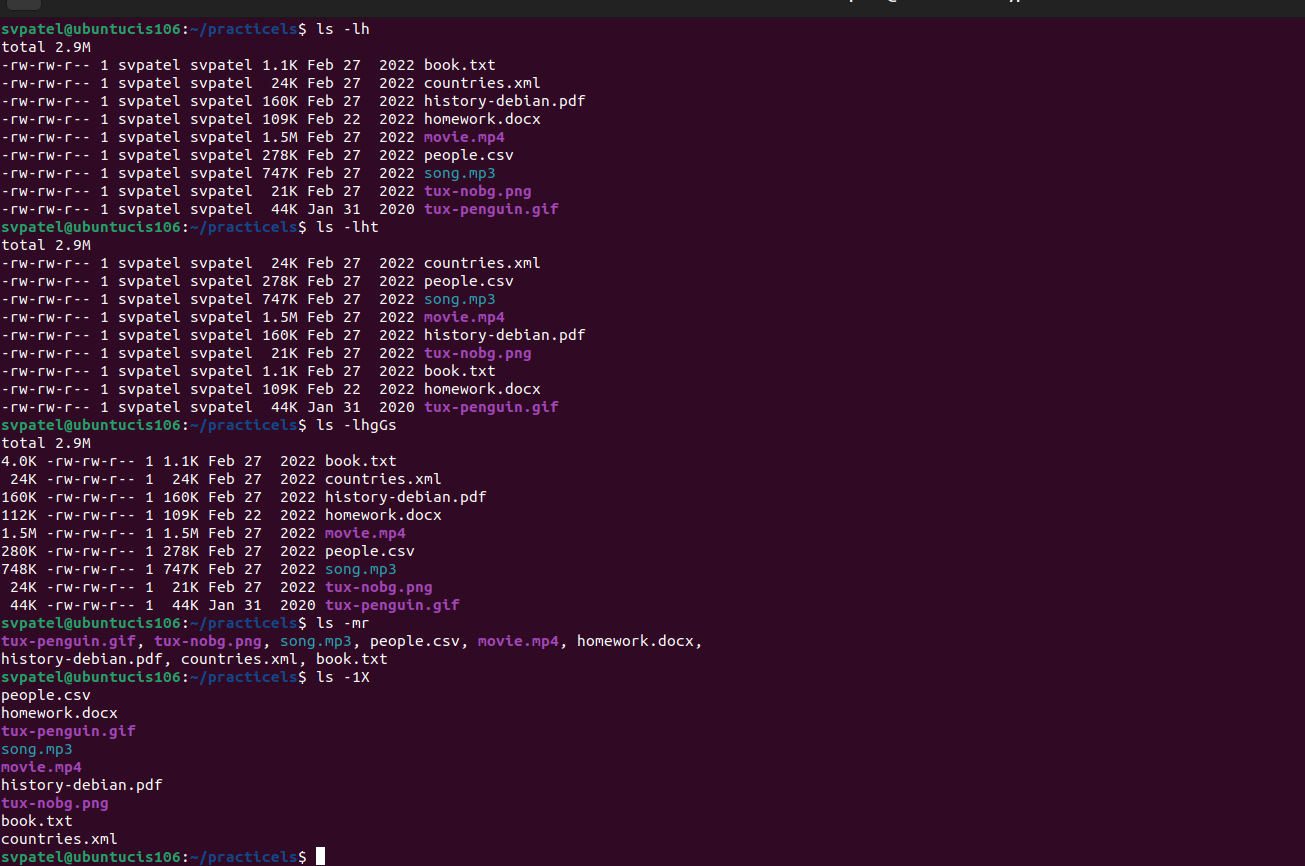 svpatel@ubuntucis106:~/practicels$ ls -lh
total 2.9M
-rw-rw-r-- 1 svpatel svpatel 1.1K Feb 27  2022 book.txt
-rw-rw-r-- 1 svpatel svpatel  24K Feb 27  2022 countries.xml
-rw-rw-r-- 1 svpatel svpatel 160K Feb 27  2022 history-debian.pdf
-rw-rw-r-- 1 svpatel svpatel 109K Feb 22  2022 homework.docx
-rw-rw-r-- 1 svpatel svpatel 1.5M Feb 27  2022 movie.mp4
-rw-rw-r-- 1 svpatel svpatel 278K Feb 27  2022 people.csv
-rw-rw-r-- 1 svpatel svpatel 747K Feb 27  2022 song.mp3
-rw-rw-r-- 1 svpatel svpatel  21K Feb 27  2022 tux-nobg.png
-rw-rw-r-- 1 svpatel svpatel  44K Jan 31  2020 tux-penguin.gif
svpatel@ubuntucis106:~/practicels$ ls -lht
total 2.9M
-rw-rw-r-- 1 svpatel svpatel  24K Feb 27  2022 countries.xml
-rw-rw-r-- 1 svpatel svpatel 278K Feb 27  2022 people.csv
-rw-rw-r-- 1 svpatel svpatel 747K Feb 27  2022 song.mp3
-rw-rw-r-- 1 svpatel svpatel 1.5M Feb 27  2022 movie.mp4
-rw-rw-r-- 1 svpatel svpatel 160K Feb 27  2022 history-debian.pdf
-rw-rw-r-- 1 svpatel svpatel  21K Feb 27  2022 tux-nobg.png
-rw-rw-r-- 1 svpatel svpatel 1.1K Feb 27  2022 book.txt
-rw-rw-r-- 1 svpatel svpatel 109K Feb 22  2022 homework.docx
-rw-rw-r-- 1 svpatel svpatel  44K Jan 31  2020 tux-penguin.gif
svpatel@ubuntucis106:~/practicels$ ls -lhgGs
total 2.9M
4.0K -rw-rw-r-- 1 1.1K Feb 27  2022 book.txt
 24K -rw-rw-r-- 1  24K Feb 27  2022 countries.xml
160K -rw-rw-r-- 1 160K Feb 27  2022 history-debian.pdf
112K -rw-rw-r-- 1 109K Feb 22  2022 homework.docx
1.5M -rw-rw-r-- 1 1.5M Feb 27  2022 movie.mp4
280K -rw-rw-r-- 1 278K Feb 27  2022 people.csv
748K -rw-rw-r-- 1 747K Feb 27  2022 song.mp3
 24K -rw-rw-r-- 1  21K Feb 27  2022 tux-nobg.png
 44K -rw-rw-r-- 1  44K Jan 31  2020 tux-penguin.gif
svpatel@ubuntucis106:~/practicels$ ls -mr
tux-penguin.gif, tux-nobg.png, song.mp3, people.csv, movie.mp4, homework.docx,
history-debian.pdf, countries.xml, book.txt
svpatel@ubuntucis106:~/practicels$ ls -1X
people.csv
homework.docx
tux-penguin.gif
song.mp3
movie.mp4
history-debian.pdf
tux-nobg.png
book.txt
countries.xml
svpatel@ubuntucis106:~/practicels$